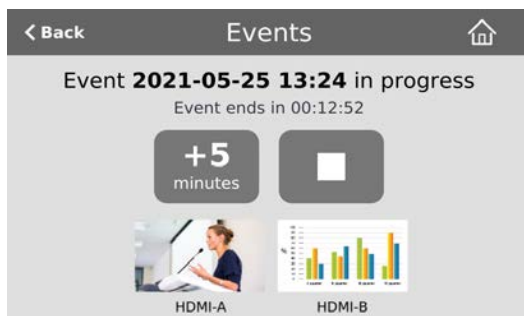 Back
Events
Event 2021-05-25 13:24 in progress
Event ends in 00:12:52
+5
minutes
HDMI-A
HDMI-B